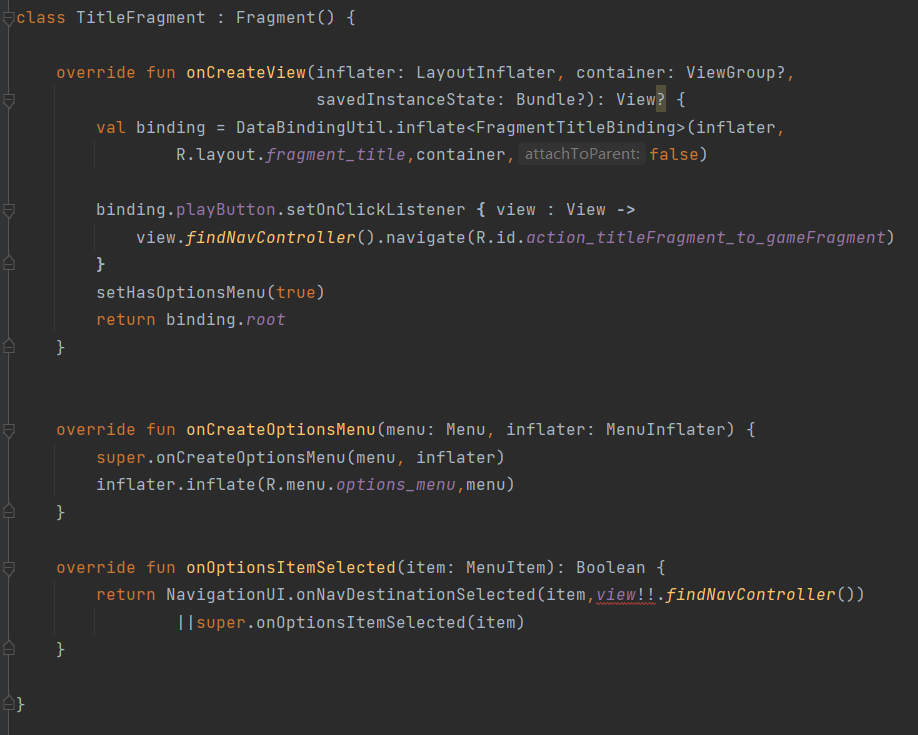 class TitleFragment : Fragment() {
override fun onCreateView(inflater: LayoutInflater, container: ViewGroup?,
savedInstanceState: Bundle?): View? {
val binding = DataBindingUtil.inflate<FragmentTitleBinding>(inflater,
R.layout.fragment_title,container, attachToParent: false)
binding.playButton.setOnClickListener { view : View ->
view.findNavController().navigate(R.id.action_titleFragment_to_gameFragment)
}
setHasOptionsMenu(true)
return binding.root
}
override fun onCreateOptionsMenu(menu: Menu, inflater: MenuInflater) {
super.onCreateOptionsMenu(menu, inflater)
inflater.inflate(R.menu.options_menu,menu)
}
override fun onOptionsItemSelected(item: MenuItem): Boolean {
return NavigationUI.onNavDestinationSelected(item,view!!.findNavController())
||super.onOptionsItemSelected(item)
}
}